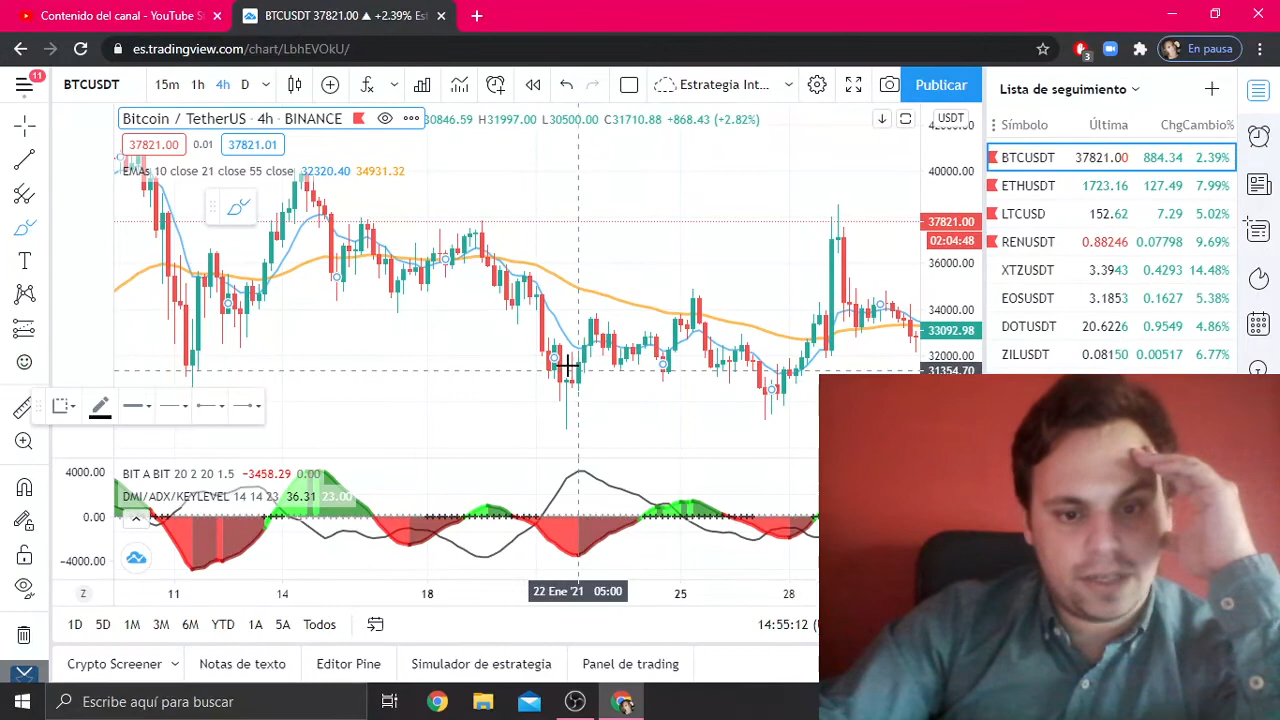 Contenido del canal - YouTube S
BTCUSDT 37821.00 ▲ +2.39% Est
es.tradingview.com/chart/LbhEVOkU/
3
En pausa
11
BTCUSDT
15m 1h 4h D
Estrategia Int...
Publicar
Lista de seguimiento
Bitcoin / TetherUS · 4h · BINANCE
30846.59 H31997.00 L30500.00 C31710.88 +868.43 (+2.82%)
USDT
37821.00 0.01 37821.01
EMAs 10 close 21 close 55 close 32320.40 34931.32
42000.00
40000.00
37821.00
02:04:48
36000.00
34000.00
33092.98
32000.00
31354.70
Símbolo Última Chg Cambio%
BTCUSDT 37821.00 884.34 2.39%
ETHUSDT 1723.16 127.49 7.99%
LTCUSD 152.62 7.29 5.02%
RENUSDT 0.88246 0.07798 9.69%
XTZUSDT 3.3943 0.4293 14.48%
EOSUSDT 3.1853 0.1627 5.38%
DOTUSDT 20.6226 0.9549 4.86%
ZILUSDT 0.08150 0.00517 6.77%
BIT A BIT 20 2 20 1.5 −3458.29 0.00
DMI/ADX/KEYLEVEL 14 14 23 36.31 23.00
4000.00
0.00
−4000.00
Z
11 14 18 22 Ene '21 05:00 25 28
1D 5D 1M 3M 6M YTD 1A 5A Todos
14:55:12 (U
Crypto Screener Notas de texto Editor Pine Simulador de estrategia Panel de trading
Escribe aquí para buscar